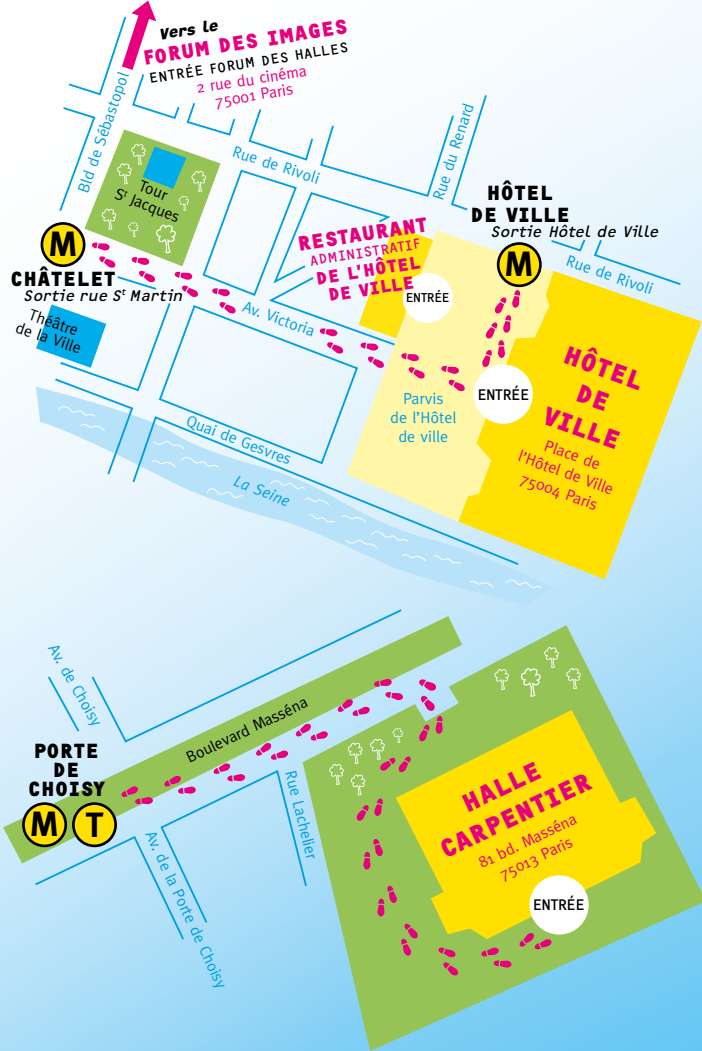 Vers le
FORUM DES IMAGES
ENTRÉE FORUM DES HALLES
2 rue du cinéma
75001 Paris
Bld de Sébastopol
Rue de Rivoli
Rue du Renard
Tour
St Jacques
HÔTEL
DE VILLE
Sortie Hôtel de Ville
M
Rue de Rivoli
M
CHÂTELET
Sortie rue St Martin
RESTAURANT
ADMINISTRATIF
DE L'HÔTEL
DE VILLE
ENTRÉE
Théâtre
de la Ville
Av. Victoria
HÔTEL
DE
VILLE
Place de
l'Hôtel de Ville
75004 Paris
ENTRÉE
Parvis
de l'Hôtel
de ville
Quai de Gesvres
La Seine
Av. de Choisy
Boulevard Masséna
PORTE
DE
CHOISY
M T
Rue Lachelier
Av. de la Porte de Choisy
HALLE
CARPENTIER
81 bd. Masséna
75013 Paris
ENTRÉE